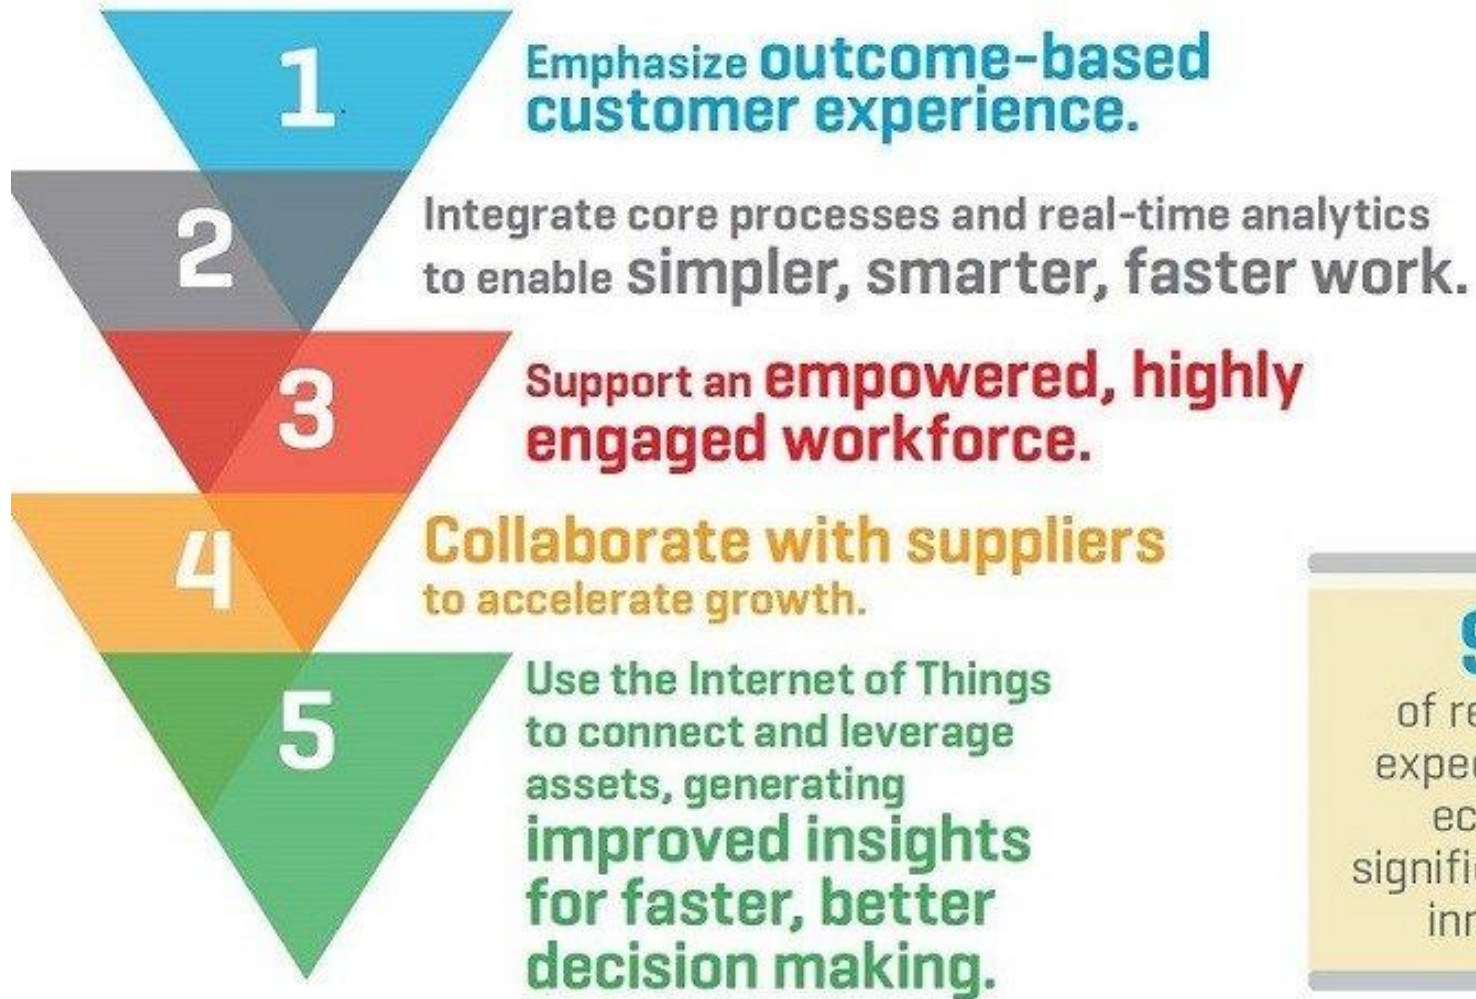 1
Emphasize outcome-based
customer experience.
2
Integrate core processes and real-time analytics
to enable simpler, smarter, faster work.
3
Support an empowered, highly
engaged workforce.
4
Collaborate with suppliers
to accelerate growth.
5
Use the Internet of Things
to connect and leverage
assets, generating
improved insights
for faster, better
decision making.
of